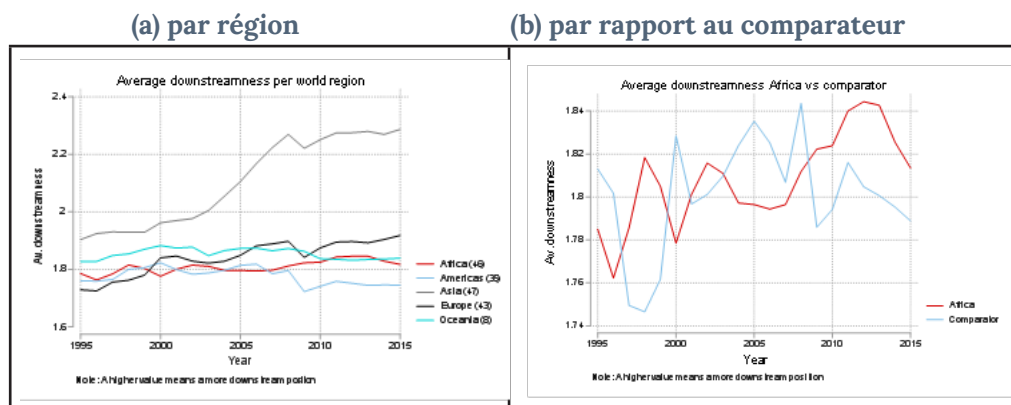 (a) par région
(b) par rapport au comparateur
Average downstreamness per world region
2.4
2.2
2
1.8
1.6
Av. downstreamness
1995
2000
2005
2010
2015
Year
Africa (46)
Americas (35)
Asia (47)
Europe (43)
Oceania (8)
Note : A higher value means a more downstream position
Average downstreamness Africa vs comparator
1.84
1.82
1.8
1.78
1.76
1.74
Av. downstreamness
1995
2000
2005
2010
2015
Year
Africa
Comparator
Note : A higher value means a more downstream position